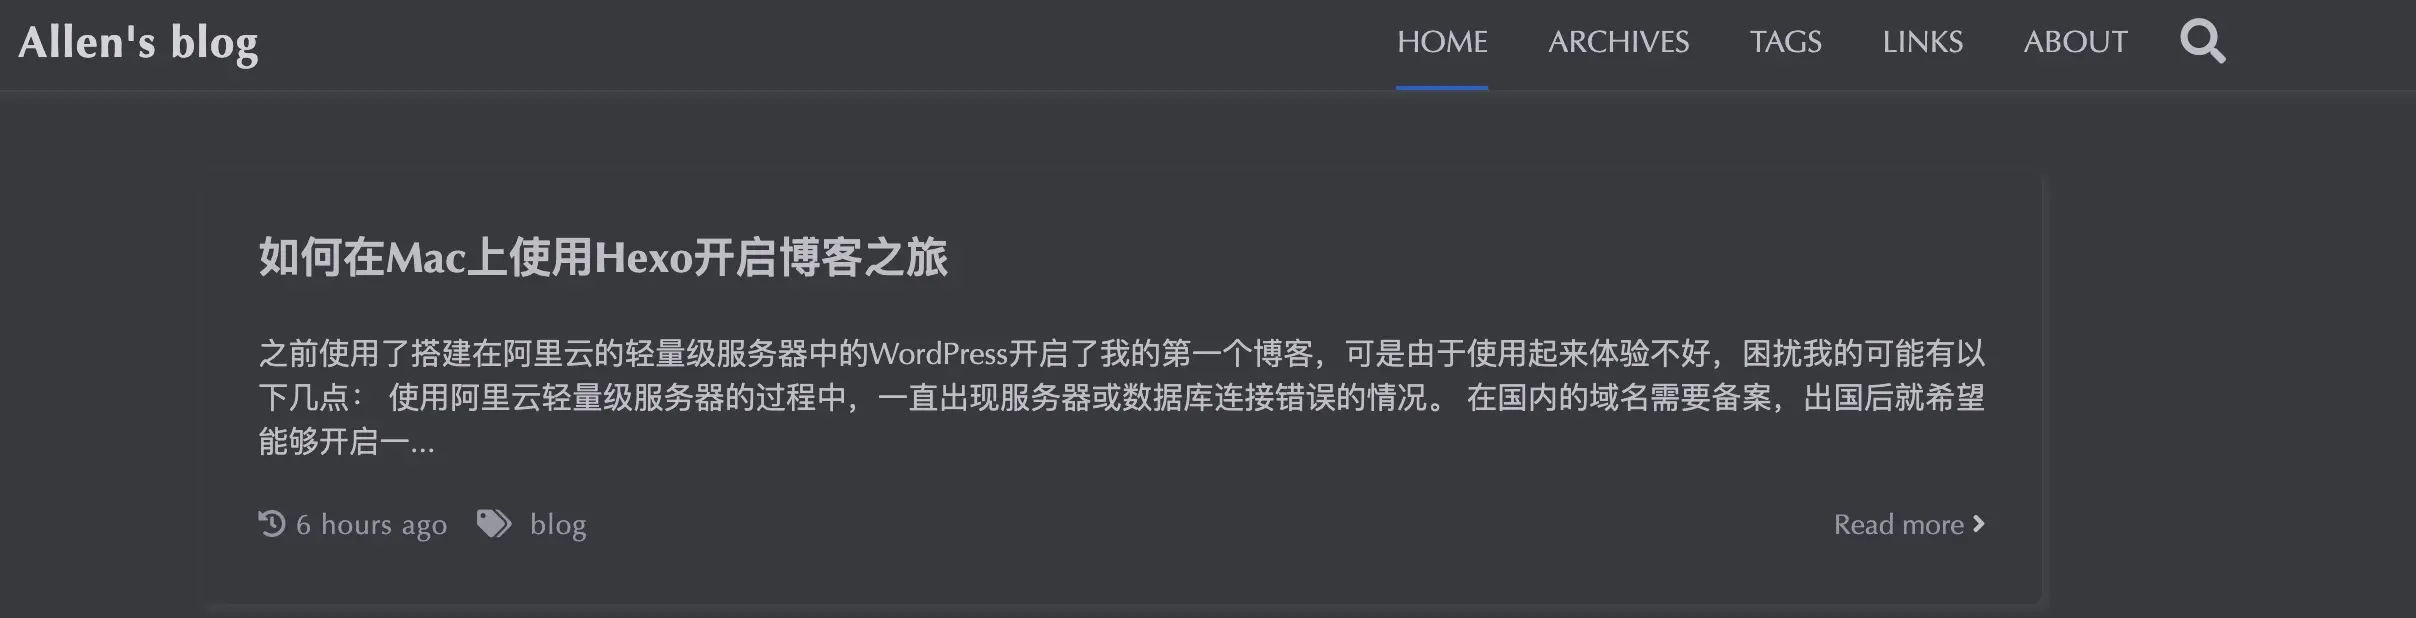 Allen's blog
HOME ARCHIVES TAGS LINKS ABOUT
如何在Mac上使用Hexo开启博客之旅
之前使用了搭建在阿里云的轻量级服务器中的WordPress开启了我的第一个博客，可是由于使用起来体验不好，困扰我的可能有以
下几点： 使用阿里云轻量级服务器的过程中，一直出现服务器或数据库连接错误的情况。 在国内的域名需要备案，出国后就希望
能够开启一...
6 hours ago blog Read more